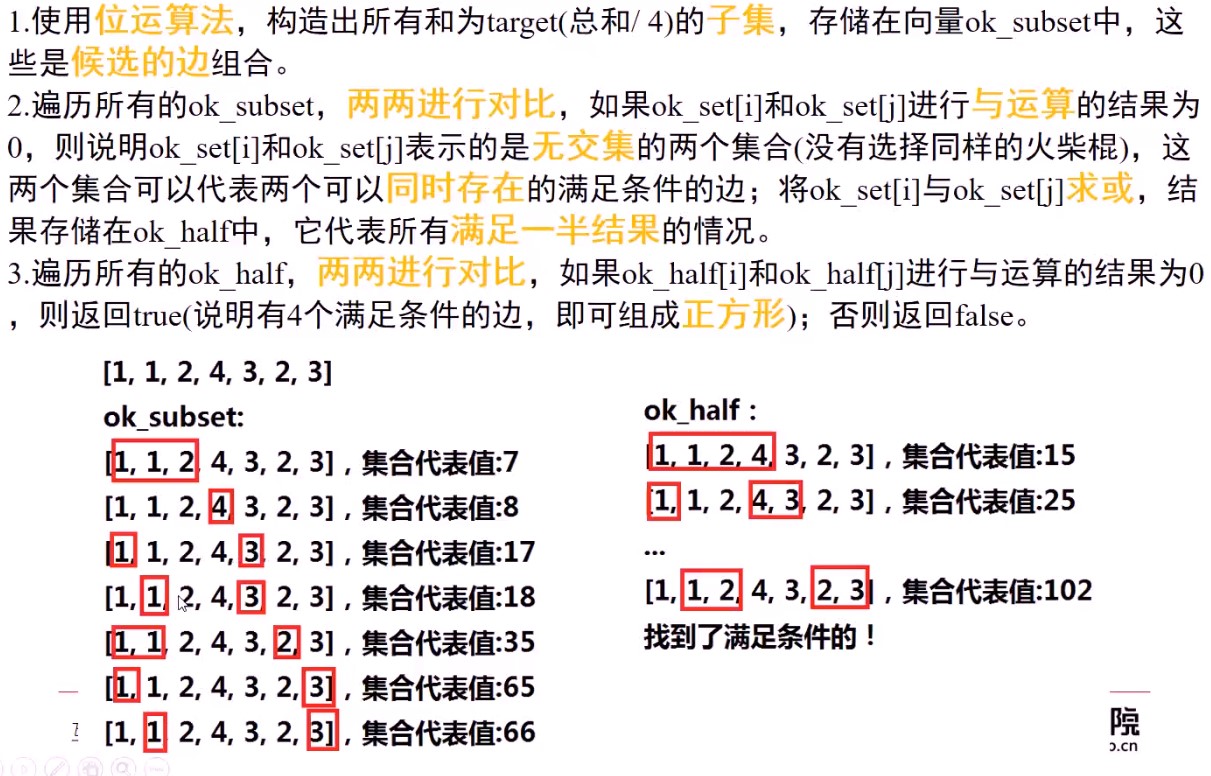 1.使用位运算法，构造出所有和为target(总和/ 4)的子集，存储在向量ok_subset中，这
些是候选的边组合。
2.遍历所有的ok_subset，两两进行对比，如果ok_set[i]和ok_set[j]进行与运算的结果为
0，则说明ok_set[i]和ok_set[j]表示的是无交集的两个集合(没有选择同样的火柴棍)，这
两个集合可以代表两个可以同时存在的满足条件的边；将ok_set[i]与ok_set[j]求或，结
果存储在ok_half中，它代表所有满足一半结果的情况。
3.遍历所有的ok_half，两两进行对比，如果ok_half[i]和ok_half[j]进行与运算的结果为0
，则返回true(说明有4个满足条件的边，即可组成正方形)；否则返回false。
[1, 1, 2, 4, 3, 2, 3]
ok_subset:
[1, 1, 2, 4, 3, 2, 3]，集合代表值:7
[1, 1, 2, 4, 3, 2, 3]，集合代表值:8
[1, 1, 2, 4, 3, 2, 3]，集合代表值:17
[1, 1, 2, 4, 3, 2, 3]，集合代表值:18
[1, 1, 2, 4, 3, 2, 3]，集合代表值:35
[1, 1, 2, 4, 3, 2, 3]，集合代表值:65
[1, 1, 2, 4, 3, 2, 3]，集合代表值:66
ok_half：
[1, 1, 2, 4, 3, 2, 3]，集合代表值:15
[1, 1, 2, 4, 3, 2, 3]，集合代表值:25
...
[1, 1, 2, 4, 3, 2, 3]，集合代表值:102
找到了满足条件的！
院
o.cn